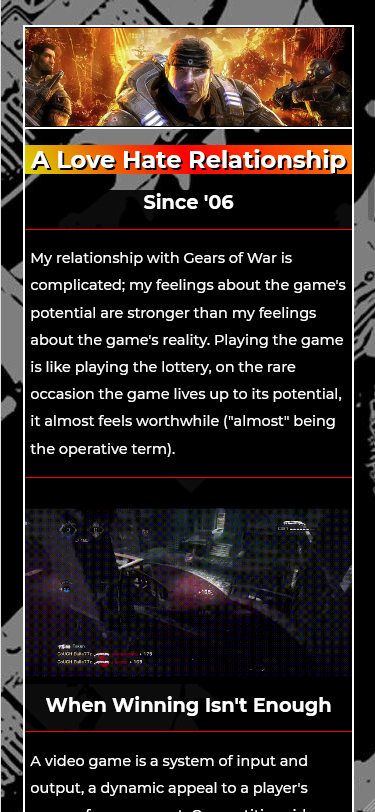 A Love Hate Relationship
Since '06
My relationship with Gears of War is
complicated; my feelings about the game's
potential are stronger than my feelings
about the game's reality. Playing the game
is like playing the lottery, on the rare
occasion the game lives up to its potential,
it almost feels worthwhile ("almost" being
the operative term).
When Winning Isn't Enough
A video game is a system of input and
output, a dynamic appeal to a player's